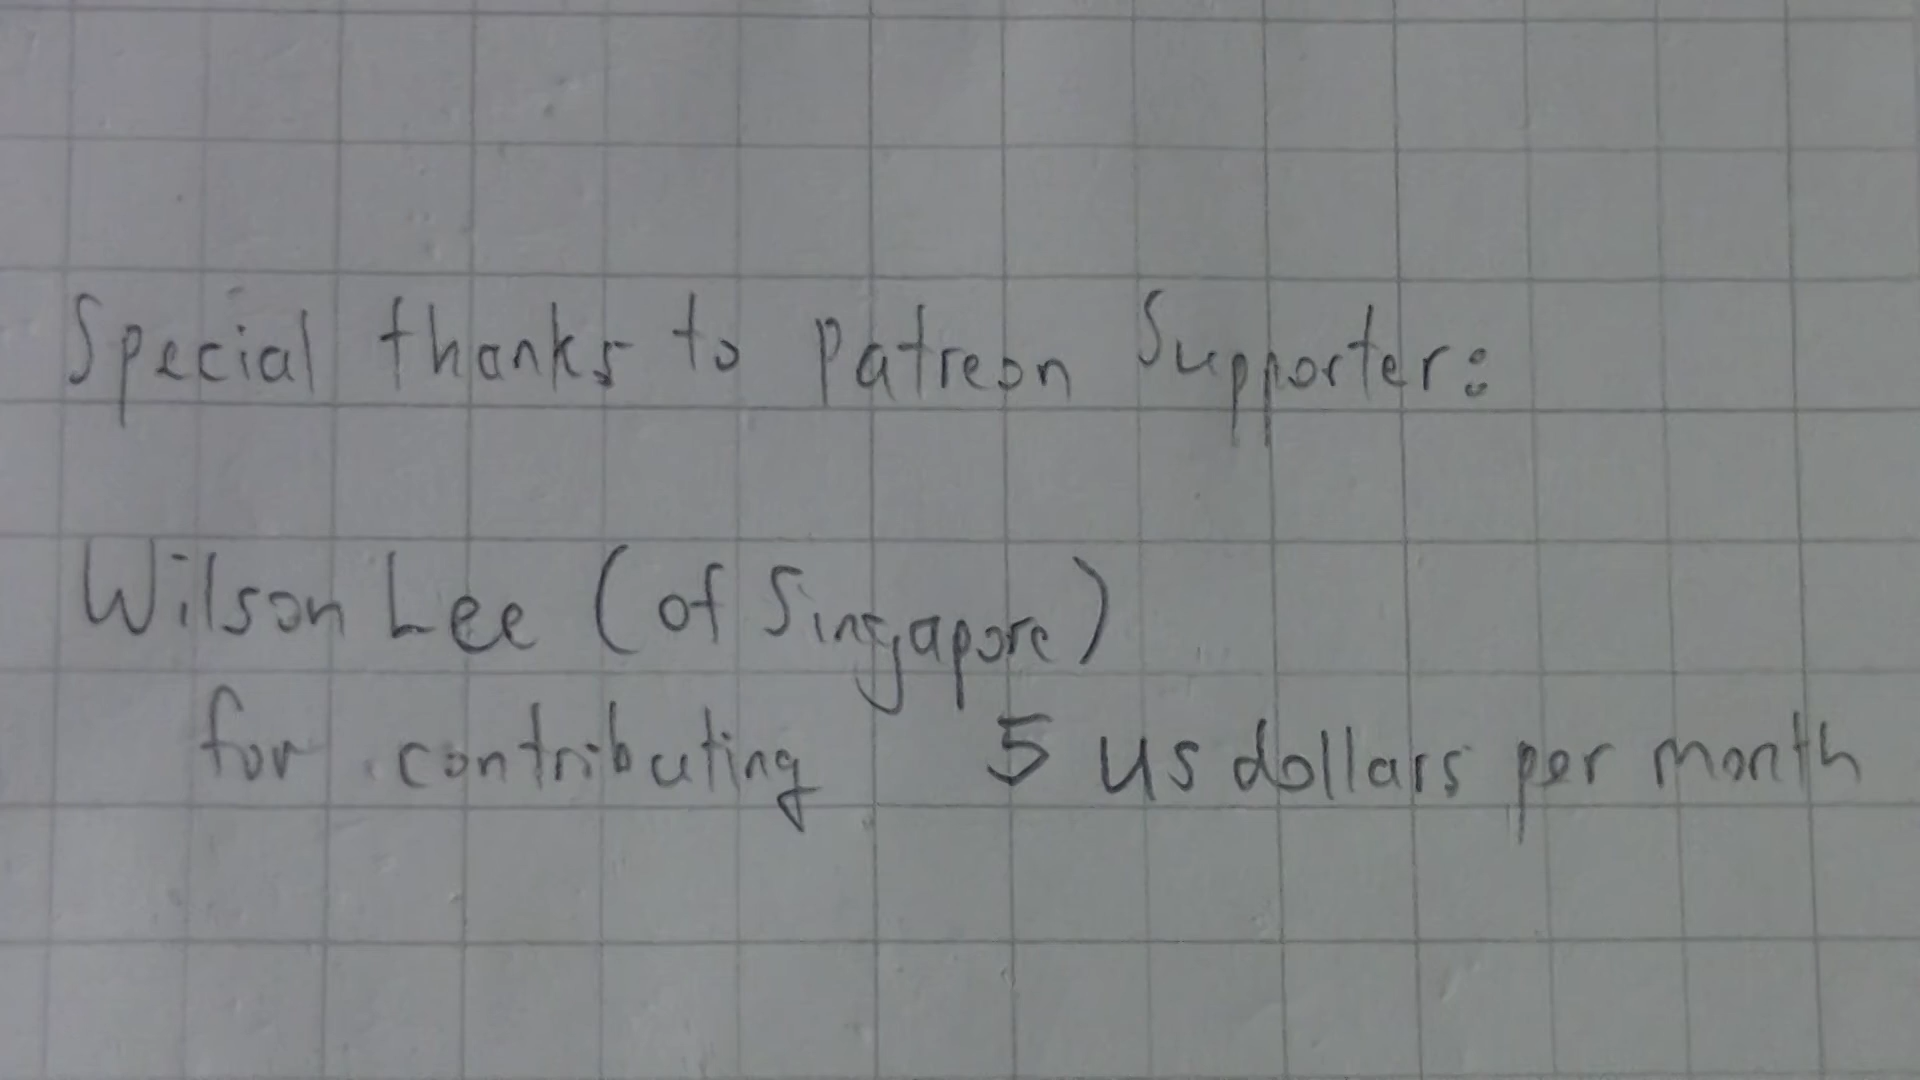 Special thanks to Patreon Supporter:
Wilson Lee (of Singapore)
for contributing 5 US dollars per month